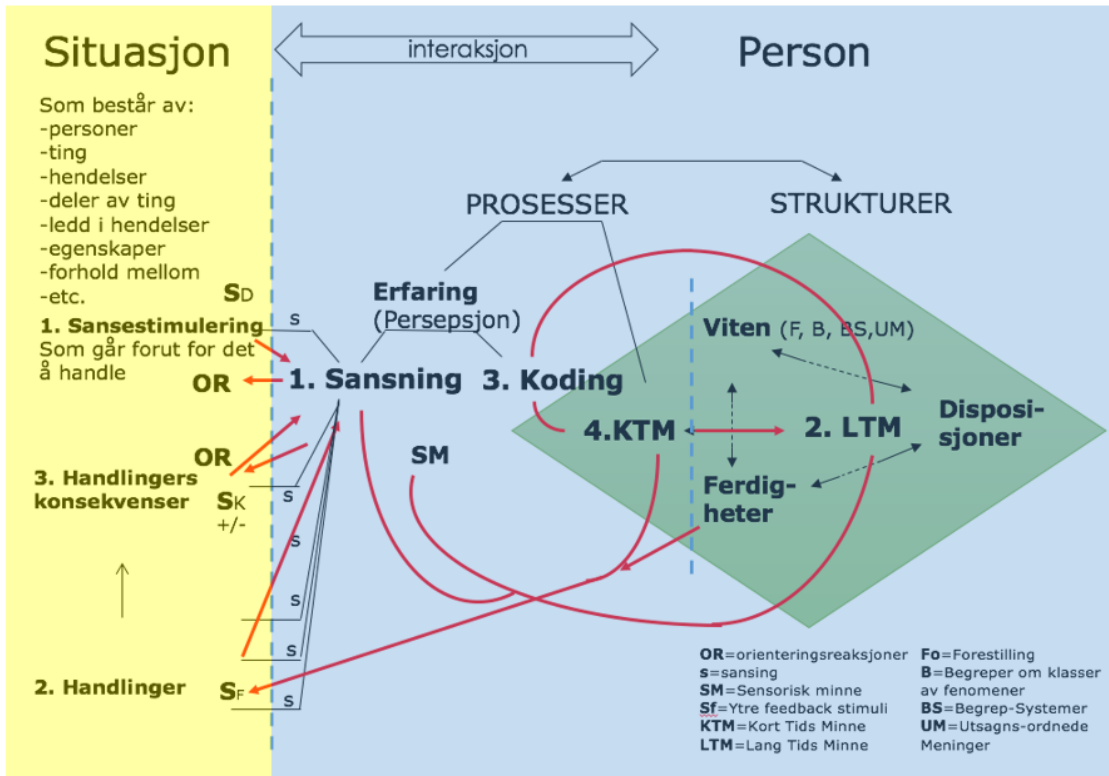 Situasjon
interaksjon
Person
Som består av:
-personer
-ting
-hendelser
-deler av ting
-ledd i hendelser
-egenskaper
-forhold mellom
-etc.
SD
1. Sansestimulering
Som går forut for det
å handle
s
OR
PROSESSER
STRUKTURER
Erfaring
(Persepsjon)
1. Sansning
3. Koding
Viten (F, B, BS,UM)
4.KTM
2. LTM
Disposi-
sjoner
Ferdig-
heter
SM
OR
3. Handlingers
konsekvenser
SK
+/-
s
s
s
s
s
2. Handlinger
SF
OR=orienteringsreaksjoner
s=sansing
SM=Sensorisk minne
Sf=Ytre feedback stimuli
KTM=Kort Tids Minne
LTM=Lang Tids Minne
Fo=Forestilling
B=Begreper om klasser
av fenomener
BS=Begrep-Systemer
UM=Utsagns-ordnede
Meninger